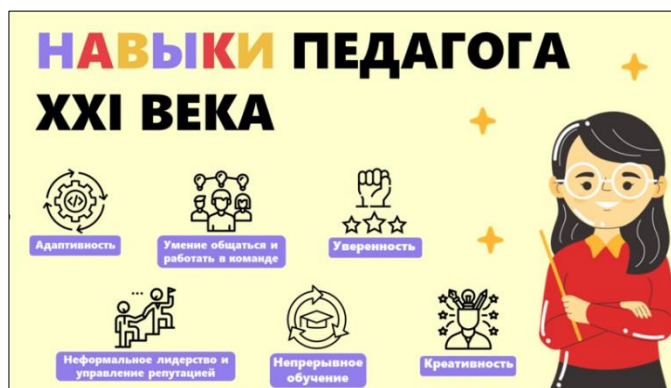 НАВЫКИ ПЕДАГОГА
XXI ВЕКА
Адаптивность
Умение общаться и
работать в команде
Уверенность
Неформальное лидерство и
управление репутацией
Непрерывное
обучение
Креативность